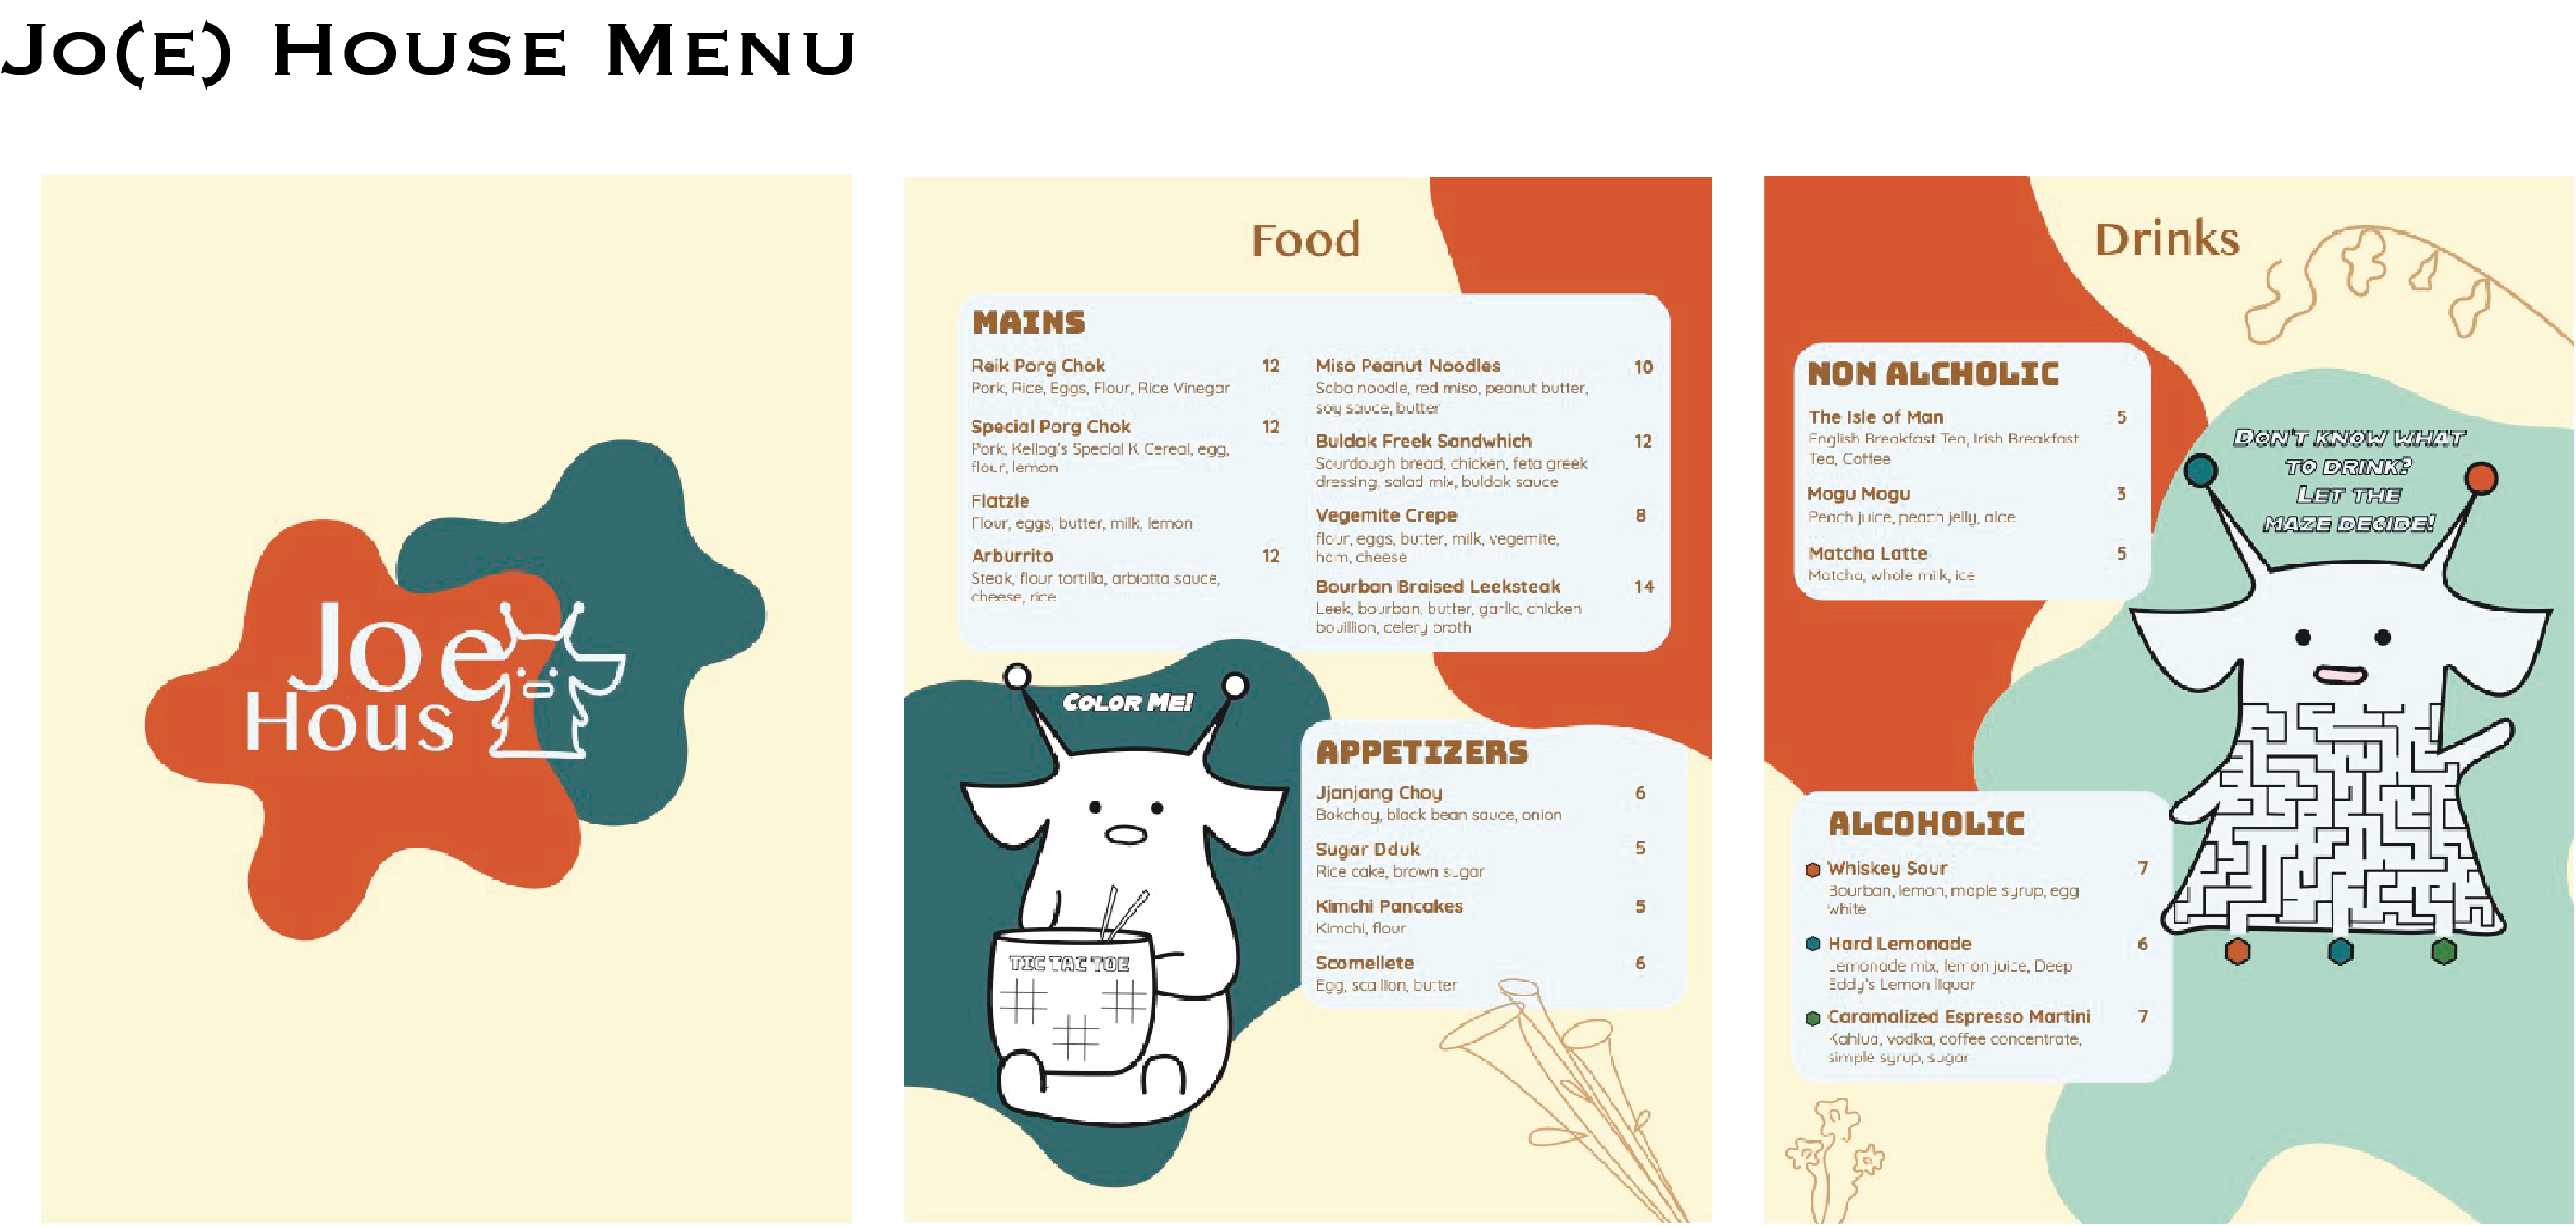 Jo(e) House Menu
Joe
Hous
Food
MAINS
Reik Porg Chok 12
Pork, Rice, Eggs, Flour, Rice Vinegar
Special Porg Chok 12
Pork, Kellog's Special K Cereal, egg,
flour, lemon
Flatzle
Flour, eggs, butter, milk, lemon
Arburrito 12
Steak, flour tortilla, arbiatta sauce,
cheese, rice
Miso Peanut Noodles 10
Soba noodle, red miso, peanut butter,
soy sauce, butter
Buldak Freek Sandwhich 12
Sourdough bread, chicken, feta greek
dressing, salad mix, buldak sauce
Vegemite Crepe 8
flour, eggs, butter, milk, vegemite,
ham, cheese
Bourban Braised Leeksteak 14
Leek, bourban, butter, garlic, chicken
bouillion, celery broth
COLOR ME!
TIC TAC TOE
APPETIZERS
Jjanjang Choy 6
Bokchoy, black bean sauce, onion
Sugar Dduk 5
Rice cake, brown sugar
Kimchi Pancakes 5
Kimchi, flour
Scomellete 6
Egg, scallion, butter
Drinks
NON ALCHOLIC
The Isle of Man 5
English Breakfast Tea, Irish Breakfast
Tea, Coffee
Mogu Mogu 3
Peach juice, peach jelly, aloe
Matcha Latte 5
Matcha, whole milk, ice
DON'T KNOW WHAT
TO DRINK?
LET THE
MAZE DECIDE!
ALCOHOLIC
Whiskey Sour 7
Bourban, lemon, maple syrup, egg
white
Hard Lemonade 6
Lemonade mix, lemon juice, Deep
Eddy's Lemon liquor
Caramalized Espresso Martini 7
Kahlua, vodka, coffee concentrate,
simple syrup, sugar